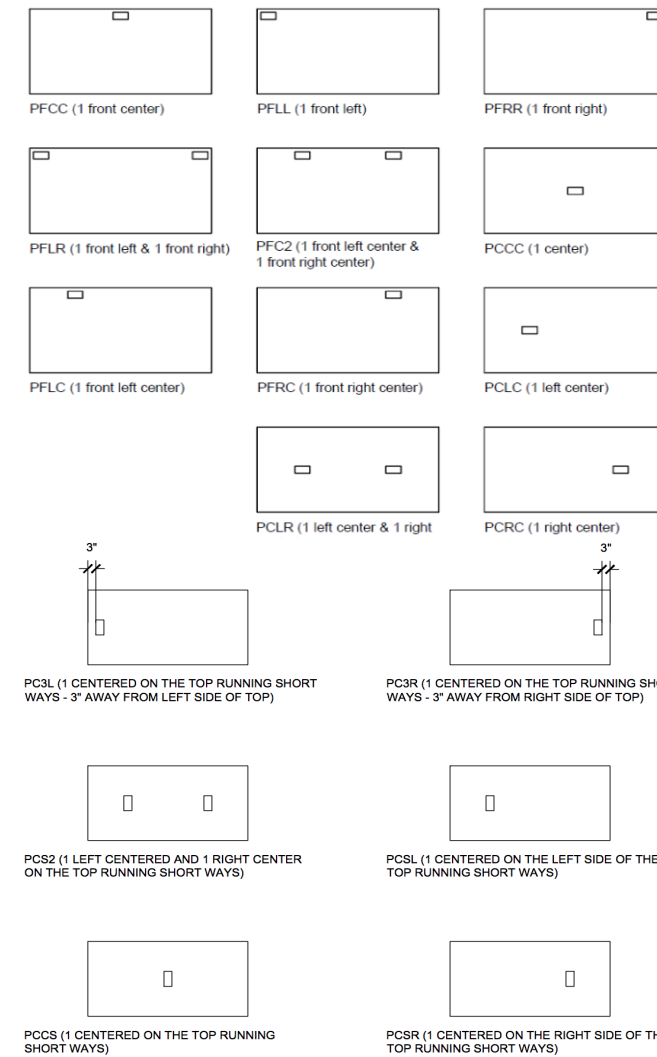 PFCC (1 front center)
PFLL (1 front left)
PFRR (1 front right)
PFLR (1 front left & 1 front right)
PFC2 (1 front left center &
1 front right center)
PCCC (1 center)
PFLC (1 front left center)
PFRC (1 front right center)
PCLC (1 left center)
PCLR (1 left center & 1 right
PCRC (1 right center)
3"
3"
PC3L (1 CENTERED ON THE TOP RUNNING SHORT
WAYS - 3" AWAY FROM LEFT SIDE OF TOP)
PC3R (1 CENTERED ON THE TOP RUNNING
WAYS - 3" AWAY FROM RIGHT SIDE OF TOP)
PCS2 (1 LEFT CENTERED AND 1 RIGHT CENTER
ON THE TOP RUNNING SHORT WAYS)
PCSL (1 CENTERED ON THE LEFT SIDE OF THE
TOP RUNNING SHORT WAYS)
PCCS (1 CENTERED ON THE TOP RUNNING
SHORT WAYS)
PCSR (1 CENTERED ON THE RIGHT SIDE OF
TOP RUNNING SHORT WAYS)